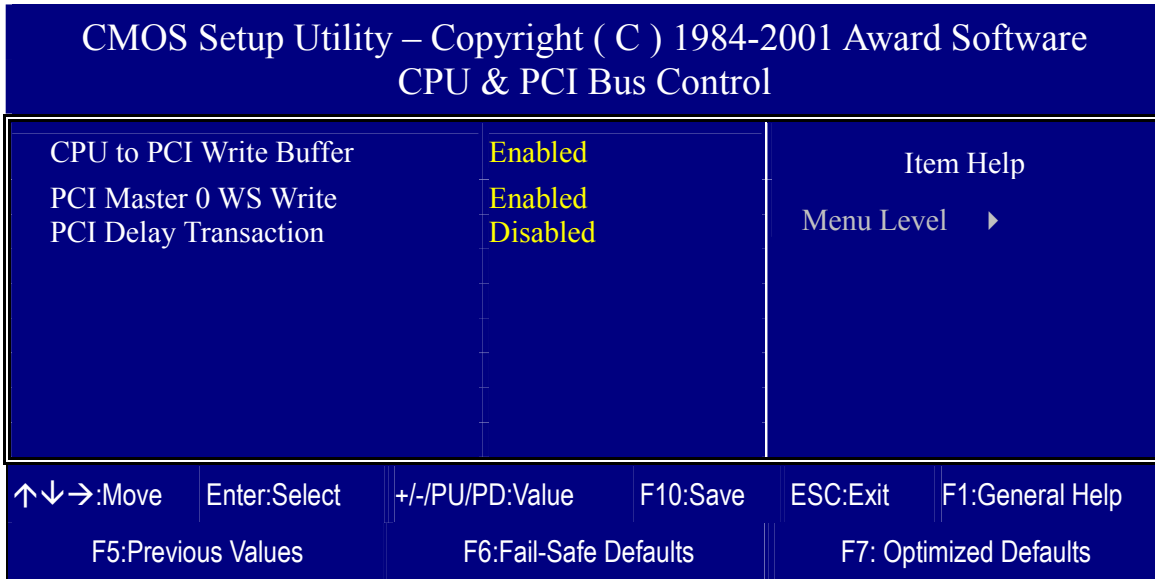 CMOS Setup Utility – Copyright ( C ) 1984-2001 Award Software
CPU & PCI Bus Control
CPU to PCI Write Buffer Enabled
PCI Master 0 WS Write Enabled
PCI Delay Transaction Disabled
Item Help
Menu Level
↑↓→:Move Enter:Select +/-/PU/PD:Value F10:Save ESC:Exit F1:General Help
F5:Previous Values F6:Fail-Safe Defaults F7: Optimized Defaults